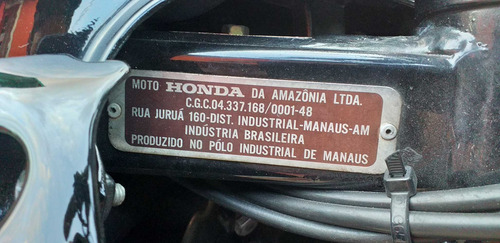 MOTO HONDA DA AMAZÔNIA LTDA.
C.G.C.04.337.168/0001-48
RUA JURUÁ 160-DIST. INDUSTRIAL-MANAUS-AM
INDÚSTRIA BRASILEIRA
PRODUZIDO NO PÓLO INDUSTRIAL DE MANAUS